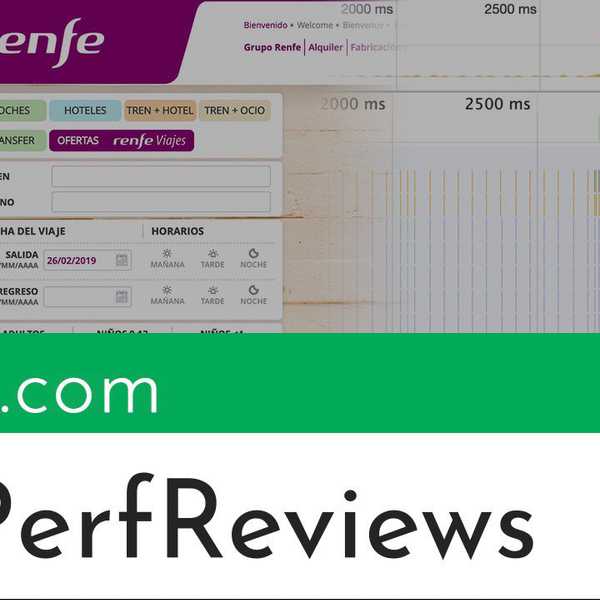 2000 ms 2500 ms
enfe
Bienvenido • Welcome • Bienvenue •
Grupo Renfe | Alquiler | Fabricación
2000 ms 2500 ms
OCHES HOTELES TREN + HOTEL TREN + OCIO
ANSFER OFERTAS renfe Viajes
EN
NO
HA DEL VIAJE HORARIOS
SALIDA
/MM/AAAA 26/02/2019 MAÑANA TARDE NOCHE
REGRESO
/MM/AAAA MAÑANA TARDE NOCHE
.com
PerfReviews